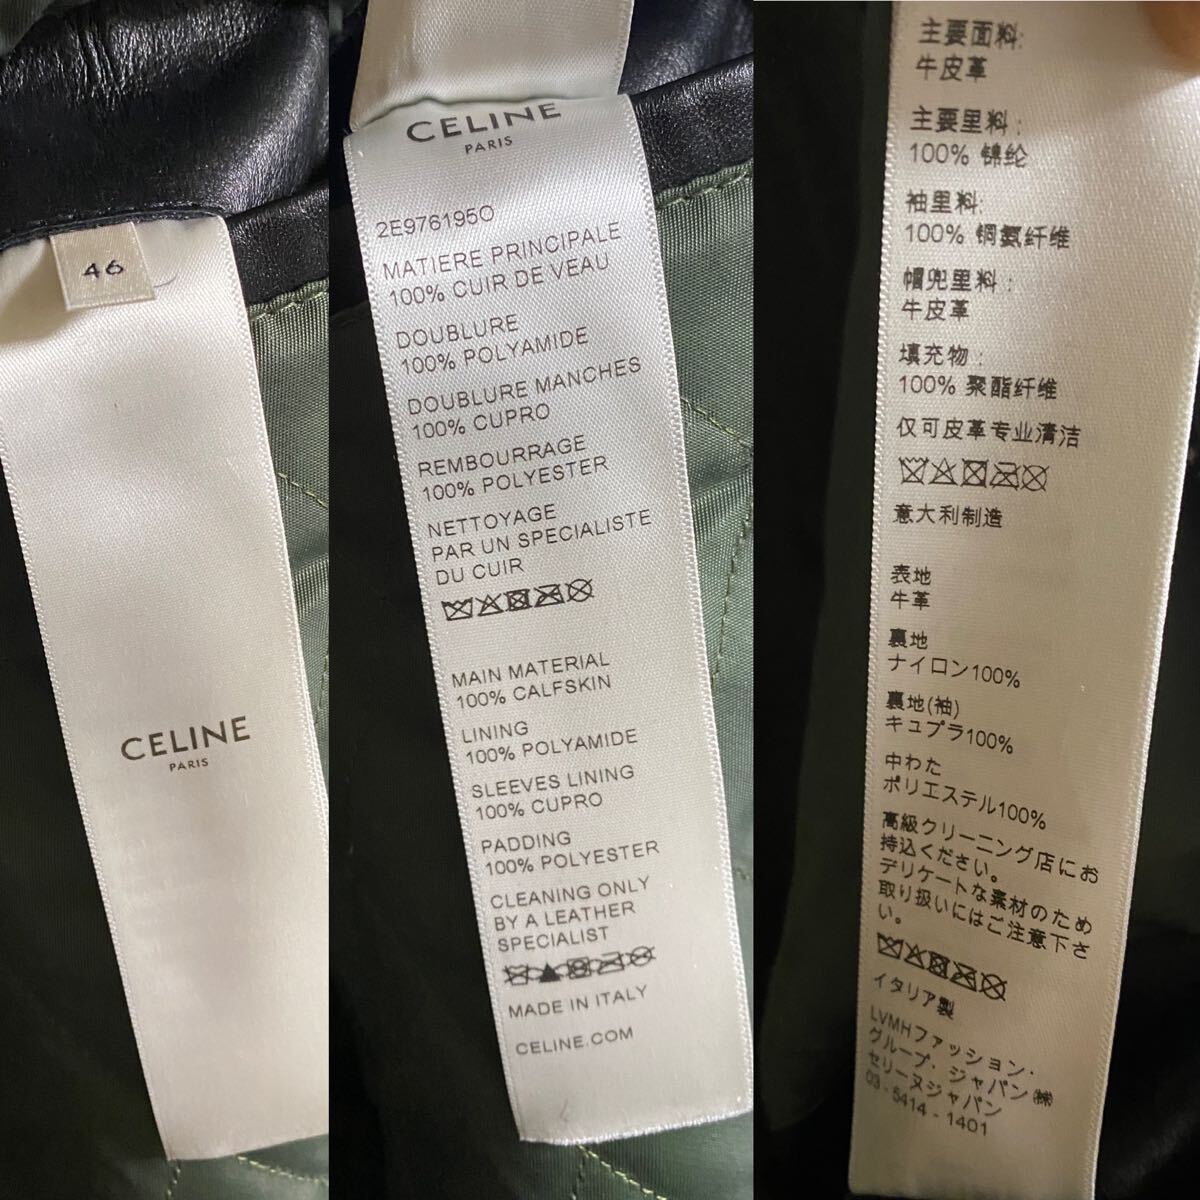 46
CELINE
PARIS
CELINE
PARIS
2E976195O
MATIERE PRINCIPALE
100% CUIR DE VEAU
DOUBLURE
100% POLYAMIDE
DOUBLURE MANCHES
100% CUPRO
REMBOURRAGE
100% POLYESTER
NETTOYAGE
PAR UN SPECIALISTE
DU CUIR
MAIN MATERIAL
100% CALFSKIN
LINING
100% POLYAMIDE
SLEEVES LINING
100% CUPRO
PADDING
100% POLYESTER
CLEANING ONLY
BY A LEATHER
SPECIALIST
MADE IN ITALY
CELINE.COM
主要面料:
牛皮革
主要里料:
100% 锦纶
袖里料:
100% 铜氨纤维
帽兜里料:
牛皮革
填充物:
100% 聚酯纤维
仅可皮革专业清洁
意大利制造
表地
牛革
裏地
ナイロン100%
裏地(袖)
キュプラ100%
中わた
ポリエステル100%
高級クリーニング店にお
持込ください。
デリケートな素材のため
取り扱いにはご注意下さ
い。
イタリア製
LVMHファッション・
グループ・ジャパン㈱
セリーヌジャパン
03-5414-1401